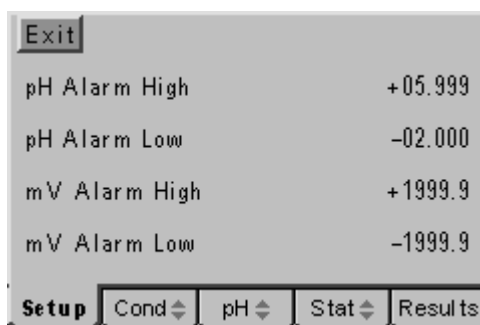 Exit
pH Alarm High +05.999
pH Alarm Low −02.000
mV Alarm High +1999.9
mV Alarm Low −1999.9
Setup Cond pH Stat Results